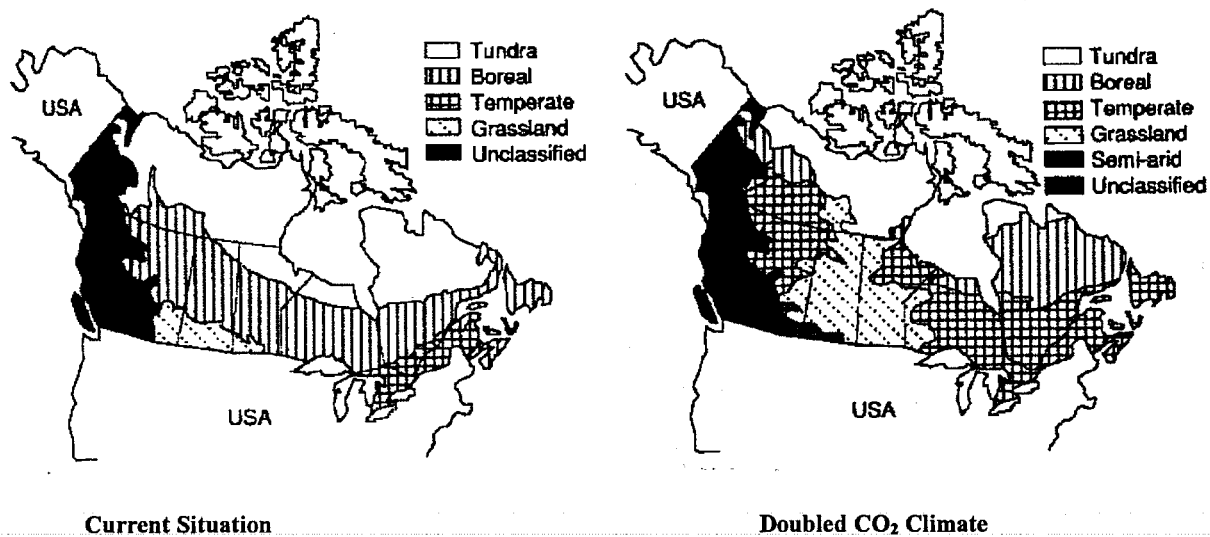 USA
Tundra
Boreal
Temperate
Grassland
Unclassified
USA
Current Situation
USA
Tundra
Boreal
Temperate
Grassland
Semi-arid
Unclassified
USA
Doubled CO₂ Climate